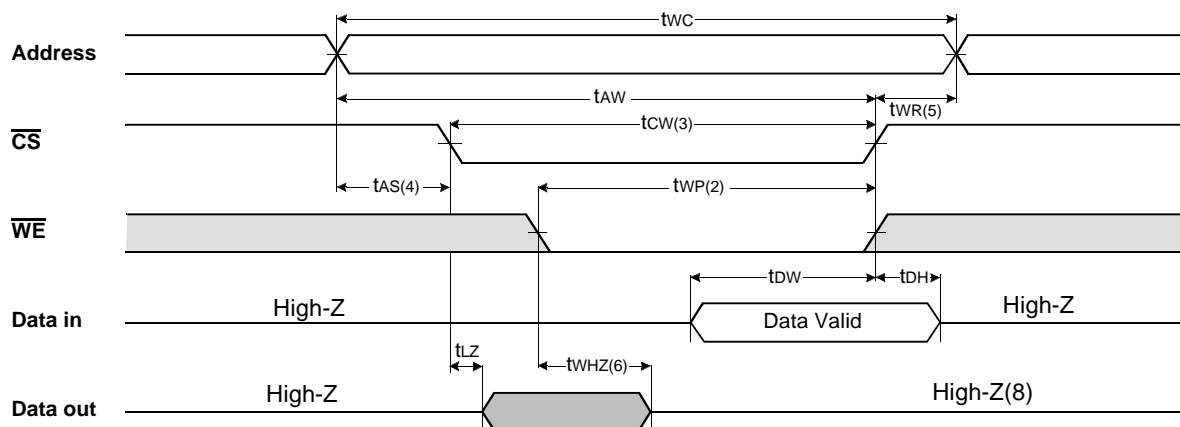 tWC
Address
tAW
tWR(5)
tCW(3)
CS
tAS(4)
tWP(2)
WE
tDW
tDH
High-Z
High-Z
Data in
Data Valid
tLZ
tWHZ(6)
High-Z
High-Z(8)
Data out